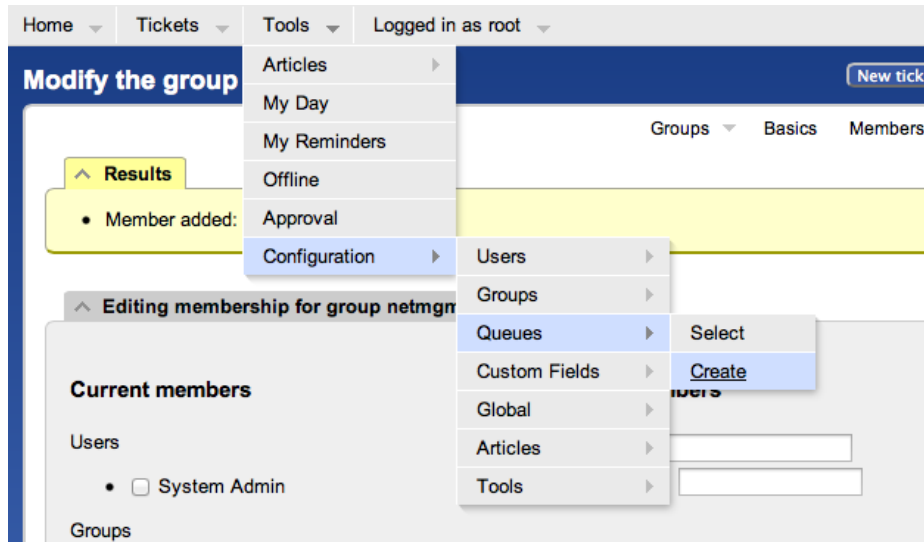 Home Tickets Tools Logged in as root
Modify the group
New tick
Articles
My Day
My Reminders
Offline
Approval
Configuration
Groups Basics Members
Results
Member added:
Users
Groups
Queues
Custom Fields
Global
Articles
Tools
Select
Create
Editing membership for group netmgm
Current members
mbers
Users
System Admin
Groups